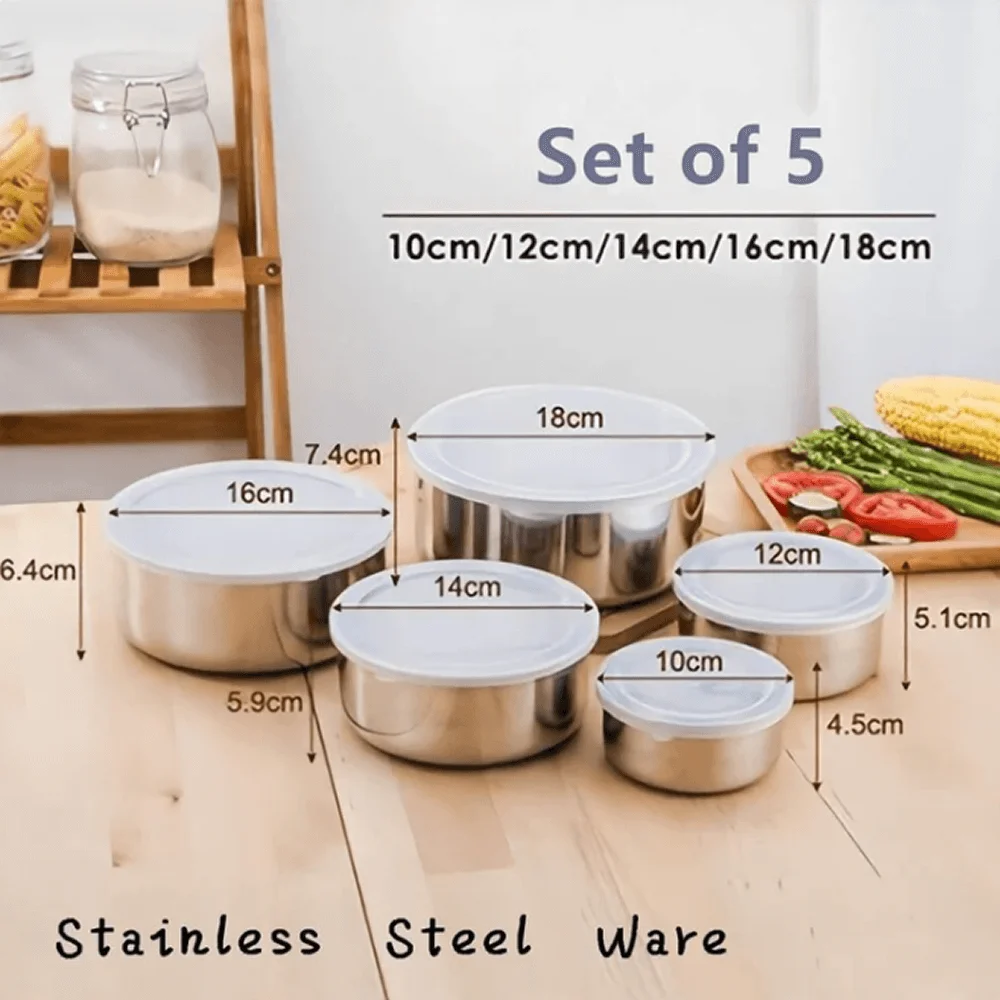 Set of 5
10cm/12cm/14cm/16cm/18cm
18cm
7.4cm
16cm
12cm
6.4cm
14cm
5.1cm
10cm
5.9cm
4.5cm
Stainless Steel Ware